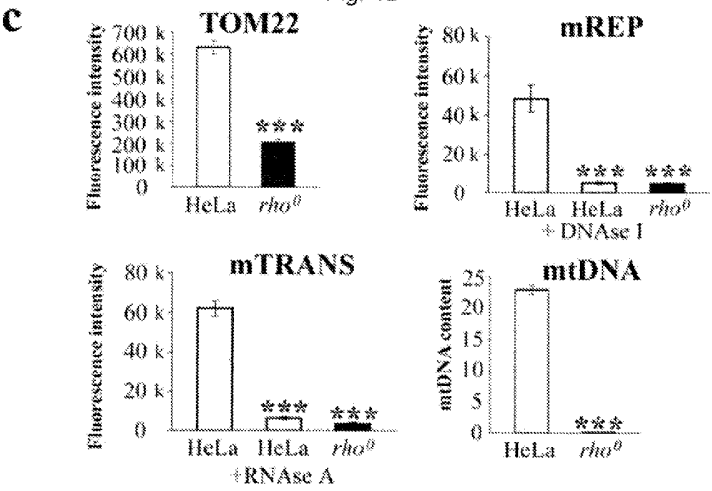 c
TOM22
Fluorescence intensity
700 k
600 k
500 k
400 k
300 k
200 k
100 k
0
***
HeLa rho⁰
mREP
Fluorescence intensity
80 k
60 k
40 k
20 k
0
*** ***
HeLa HeLa rho⁰
+ DNAse I
mTRANS
Fluorescence intensity
80 k
60 k
40 k
20 k
0
*** ***
HeLa HeLa rho⁰
+RNAse A
mtDNA
mtDNA content
25
20
15
10
5
0
***
HeLa rho⁰